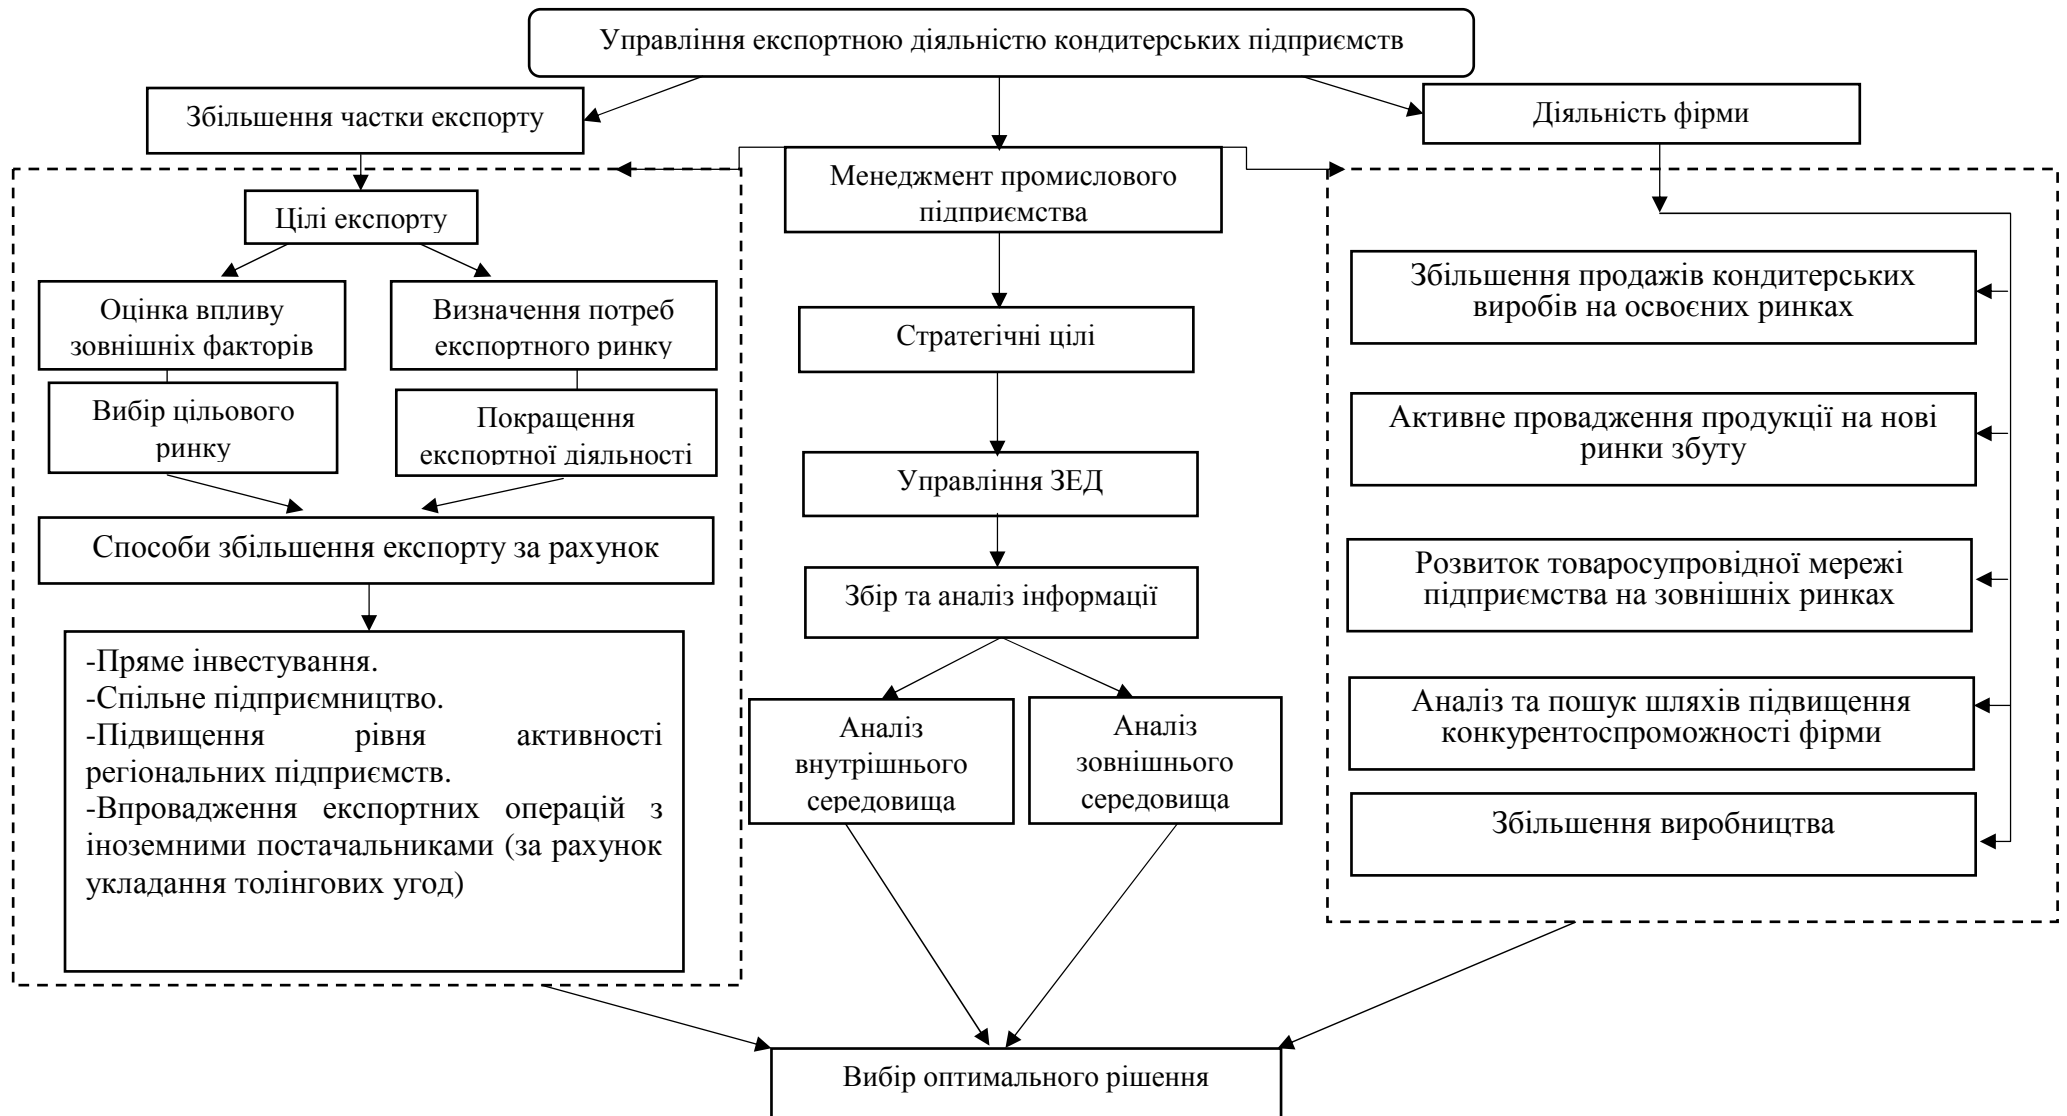 Управління експортною діяльністю кондитерських підприємств
Збільшення частки експорту
Діяльність фірми
Менеджмент промислового
підприємства
Цілі експорту
Оцінка впливу
зовнішніх факторів
Визначення потреб
експортного ринку
Вибір цільового
ринку
Покращення
експортної діяльності
Способи збільшення експорту за рахунок
-Пряме інвестування.
-Спільне підприємництво.
-Підвищення рівня активності
регіональних підприємств.
-Впровадження експортних операцій з
іноземними постачальниками (за рахунок
укладання толінгових угод)
Стратегічні цілі
Управління ЗЕД
Збір та аналіз інформації
Аналіз
внутрішнього
середовища
Аналіз
зовнішнього
середовища
Збільшення продажів кондитерських
виробів на освоєних ринках
Активне провадження продукції на нові
ринки збуту
Розвиток товаросупровідної мережі
підприємства на зовнішніх ринках
Аналіз та пошук шляхів підвищення
конкурентоспроможності фірми
Збільшення виробництва
Вибір оптимального рішення